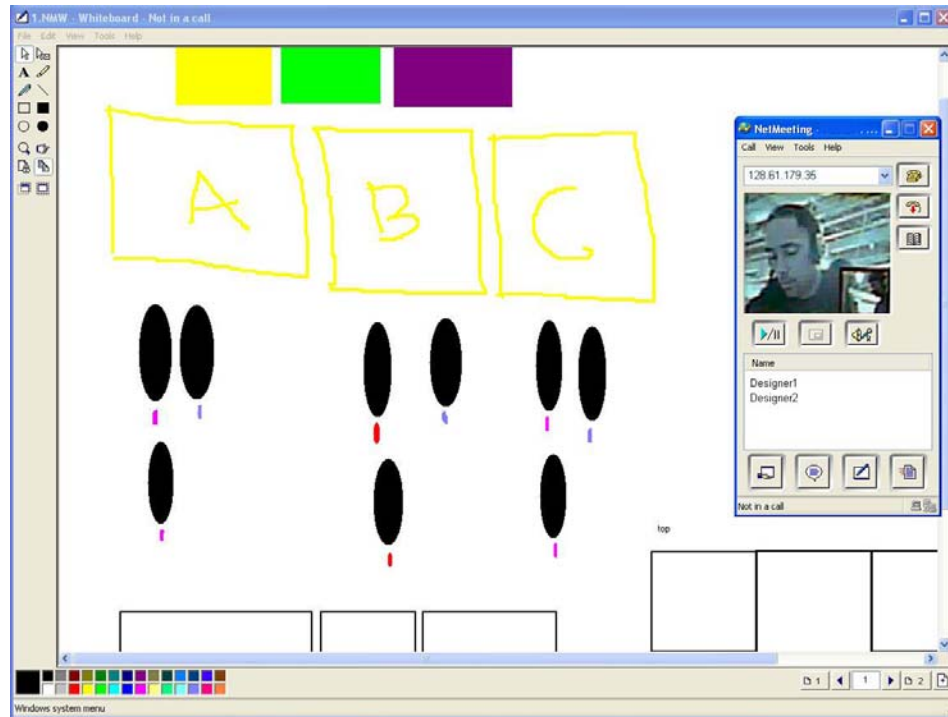 1.NMW - Whiteboard - Not in a call
File Edit View Tools Help
A
A B C
NetMeeting - ...
Call View Tools Help
128.61.179.35
Name
Designer1
Designer2
Not in a call
top
1 1 2
Windows system menu